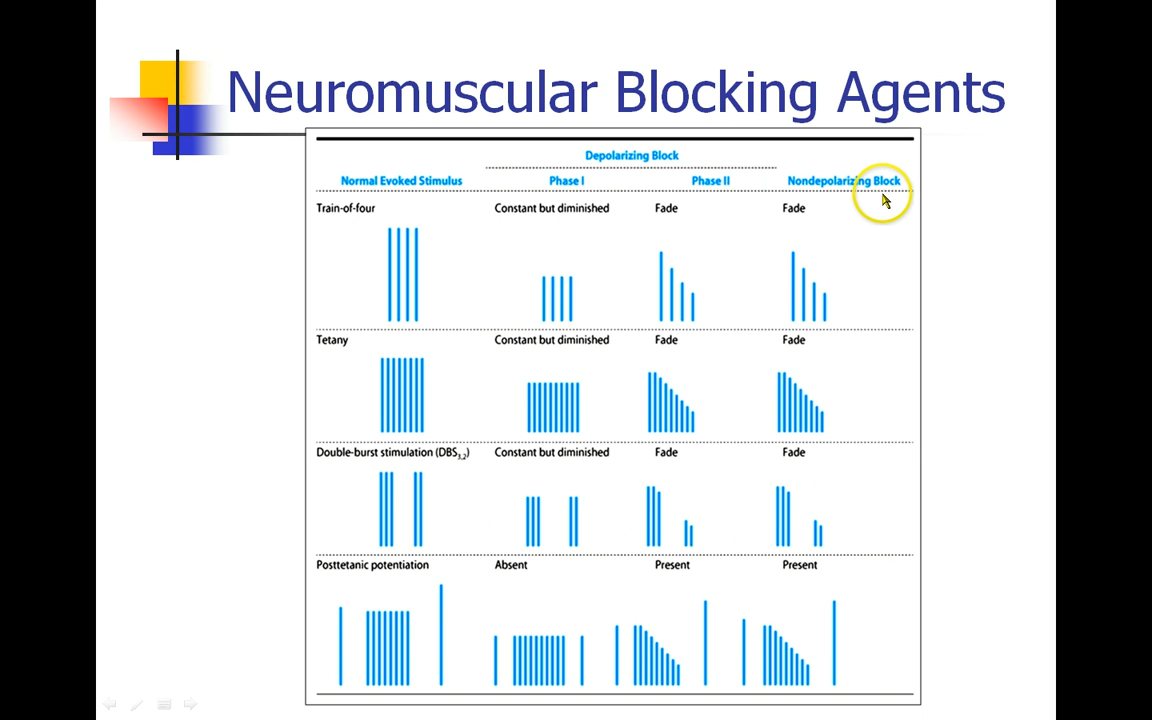 Neuromuscular Blocking Agents
Depolarizing Block
Normal Evoked Stimulus Phase I Phase II Nondepolarizing Block
Train-of-four Constant but diminished Fade Fade
Tetany Constant but diminished Fade Fade
Double-burst stimulation (DBS3,2) Constant but diminished Fade Fade
Posttetanic potentiation Absent Present Present